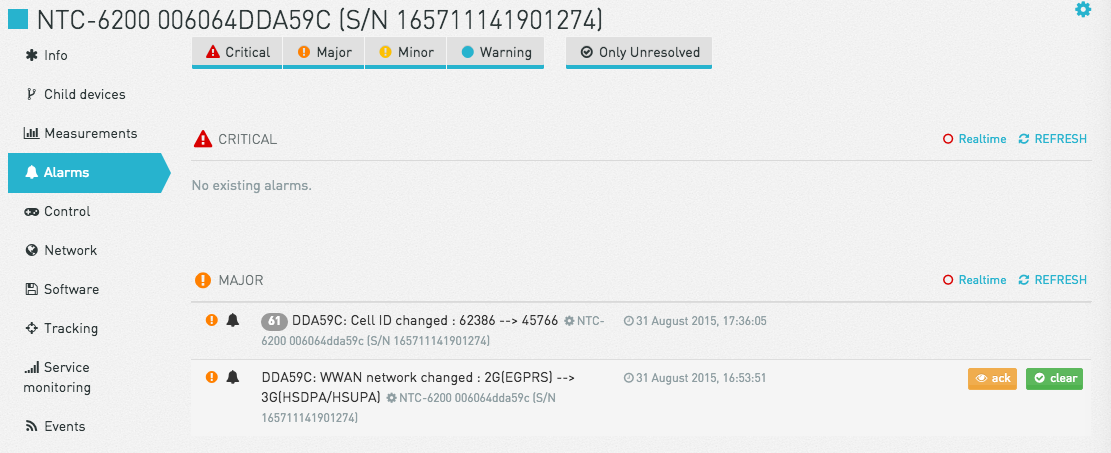 NTC-6200 006064DDA59C (S/N 165711141901274)
Info
Child devices
Measurements
Alarms
Control
Network
Software
Tracking
Service
monitoring
Events
Critical Major Minor Warning Only Unresolved
CRITICAL Realtime REFRESH
No existing alarms.
MAJOR Realtime REFRESH
61 DDA59C: Cell ID changed : 62386 --> 45766 NTC- 31 August 2015, 17:36:05
6200 006064dda59c (S/N 165711141901274)
DDA59C: WWAN network changed : 2G(EGPRS) --> 31 August 2015, 16:53:51 ack clear
3G(HSDPA/HSUPA) NTC-6200 006064dda59c (S/N
165711141901274)